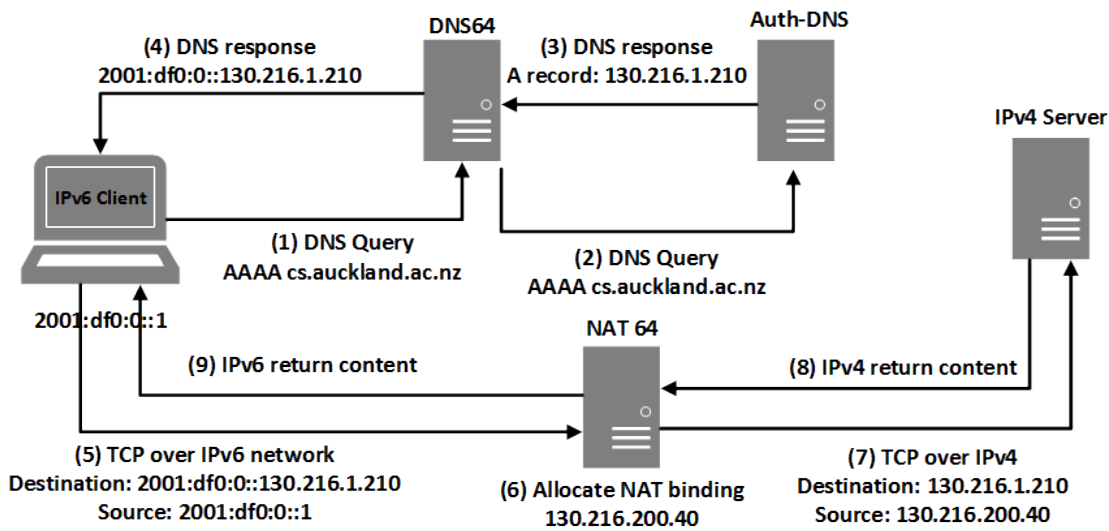 DNS64
Auth-DNS
(4) DNS response
2001:df0:0::130.216.1.210
(3) DNS response
A record: 130.216.1.210
IPv4 Server
IPv6 Client
(1) DNS Query
AAAA cs.auckland.ac.nz
(2) DNS Query
AAAA cs.auckland.ac.nz
2001:df0:0::1
NAT 64
(9) IPv6 return content
(8) IPv4 return content
(5) TCP over IPv6 network
Destination: 2001:df0:0::130.216.1.210
Source: 2001:df0:0::1
(6) Allocate NAT binding
130.216.200.40
(7) TCP over IPv4
Destination: 130.216.1.210
Source: 130.216.200.40